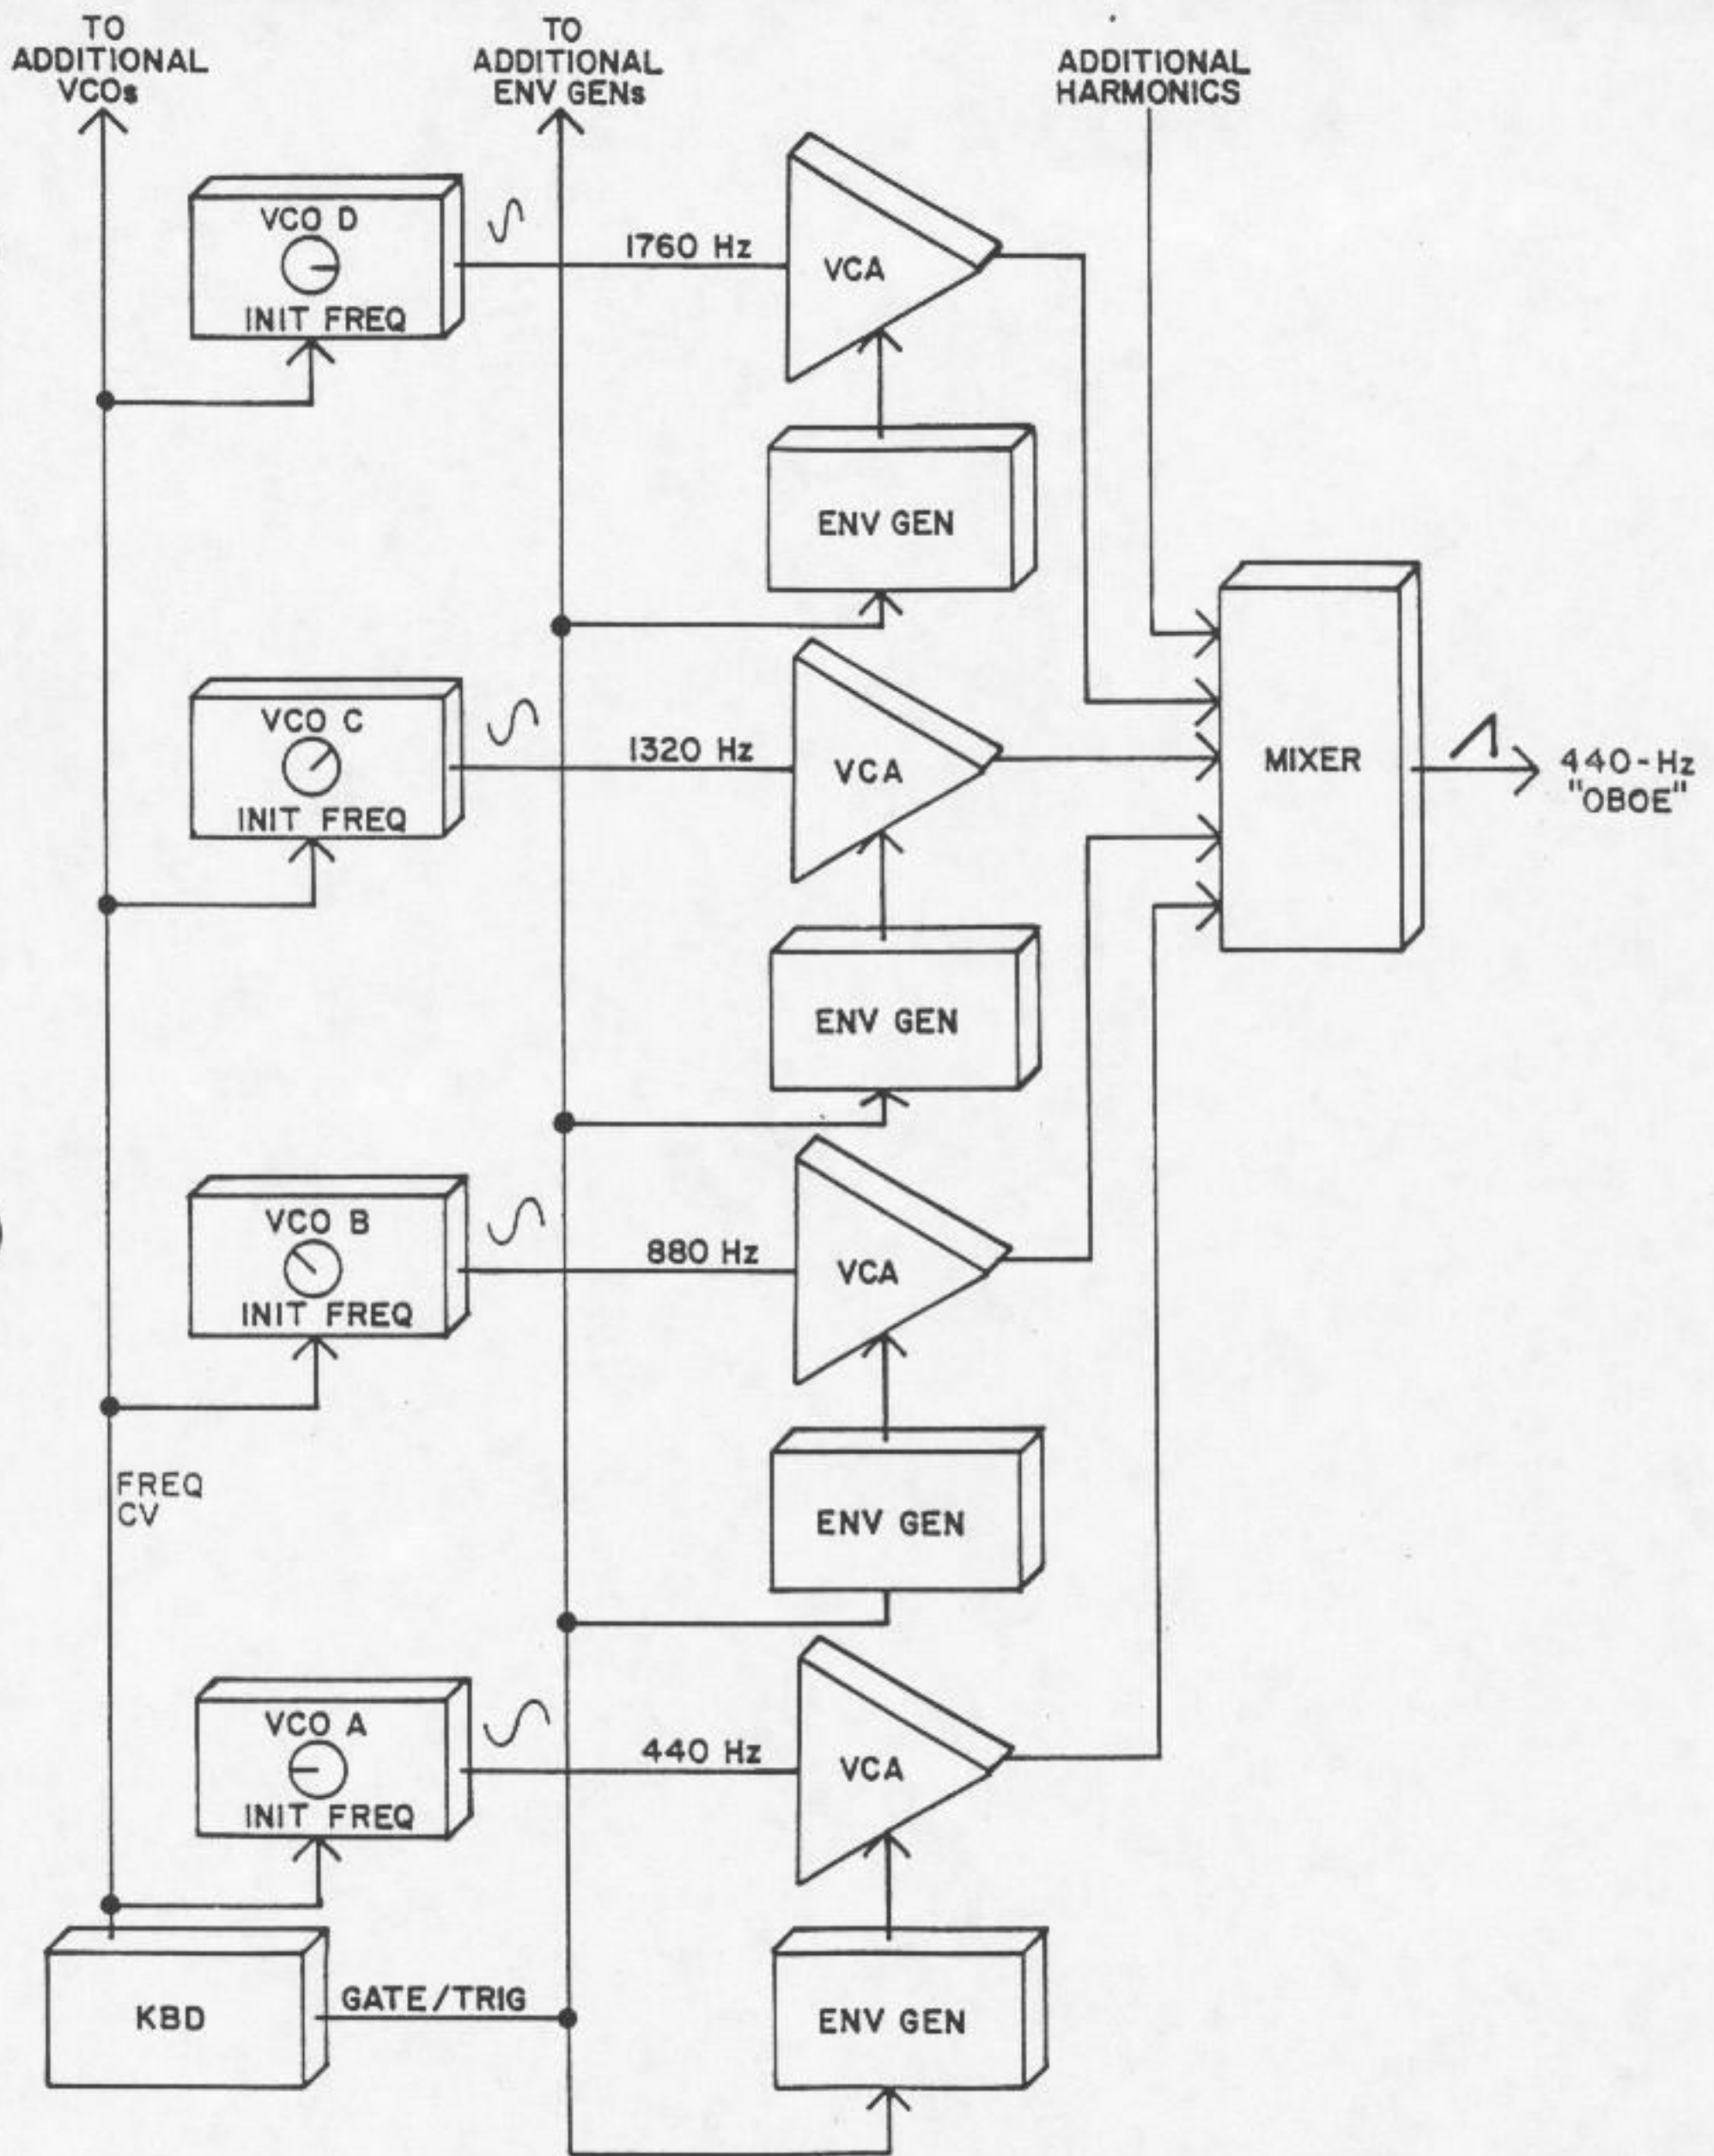 TO
ADDITIONAL
VCOs
TO
ADDITIONAL
ENV GENs
ADDITIONAL
HARMONICS
VCO D
INIT FREQ
1760 Hz
VCA
ENV GEN
VCO C
INIT FREQ
1320 Hz
VCA
MIXER
440-Hz
"OBOE"
ENV GEN
VCO B
INIT FREQ
880 Hz
VCA
FREQ
CV
ENV GEN
VCO A
INIT FREQ
440 Hz
VCA
KBD
GATE/TRIG
ENV GEN